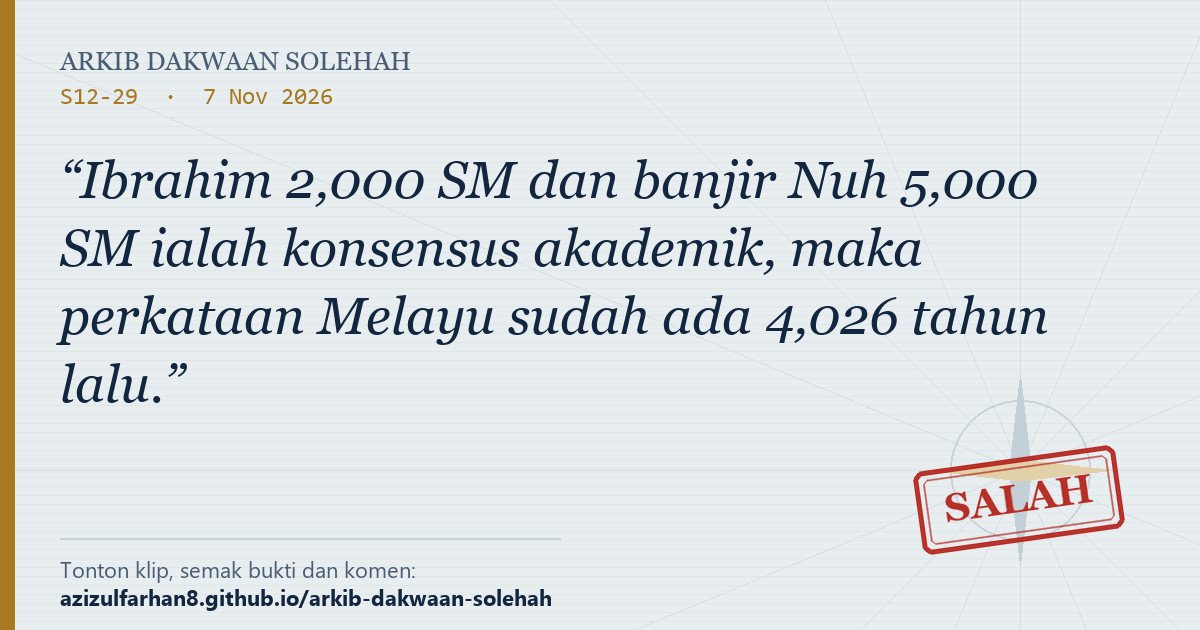 ARKIB DAKWAAN SOLEHAH
S12-29 · 7 Nov 2026
“Ibrahim 2,000 SM dan banjir Nuh 5,000
SM ialah konsensus akademik, maka
perkataan Melayu sudah ada 4,026 tahun
lalu.”
SALAH
Tonton klip, semak bukti dan komen:
azizulfarhan8.github.io/arkib-dakwaan-solehah